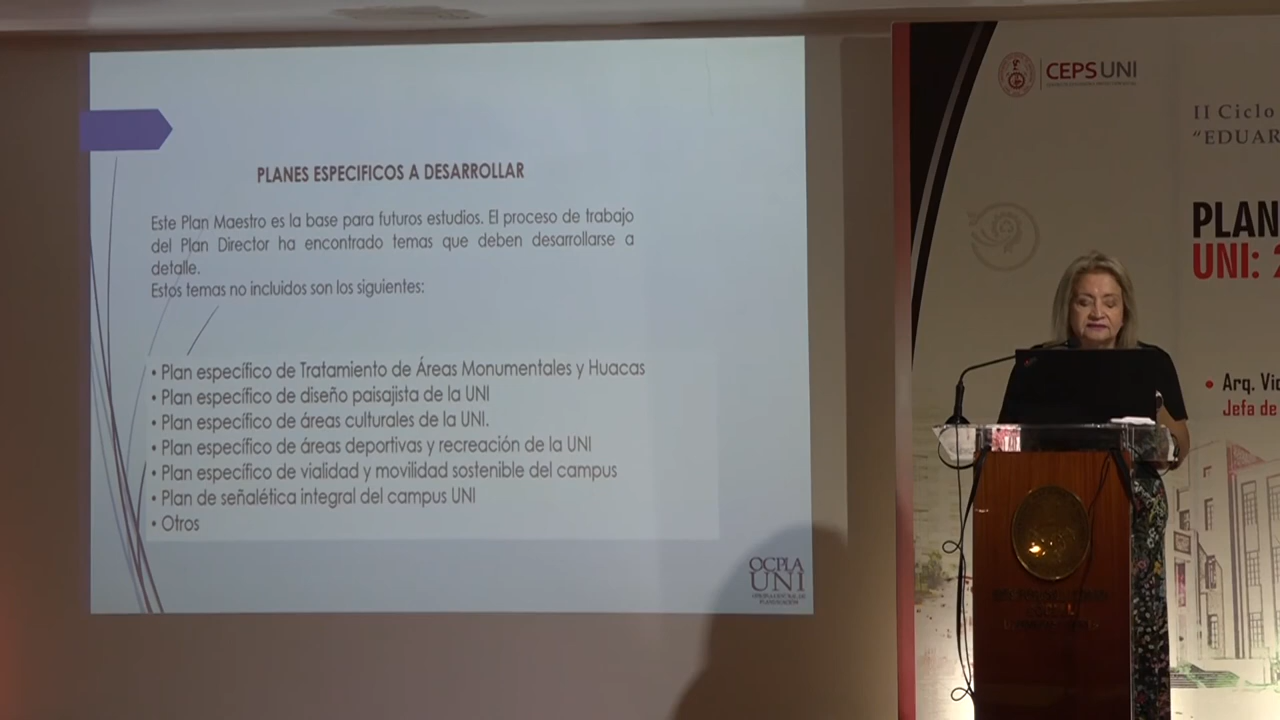 PLANES ESPECIFICOS A DESARROLLAR
Este Plan Maestro es la base para futuros estudios. El proceso de trabajo
del Plan Director ha encontrado temas que deben desarrollarse a
detalle.
Estos temas no incluidos son los siguientes:
• Plan específico de Tratamiento de Áreas Monumentales y Huacas
• Plan específico de diseño paisajista de la UNI
• Plan específico de áreas culturales de la UNI.
• Plan específico de áreas deportivas y recreación de la UNI
• Plan específico de vialidad y movilidad sostenible del campus
• Plan de señalética integral del campus UNI
• Otros
OCPLA
UNI
OFICINA CENTRAL DE
PLANIFICACIÓN
CEPS UNI
II Ciclo
"EDUAR
PLAN
UNI: 2
• Arq. Vic
Jefa de